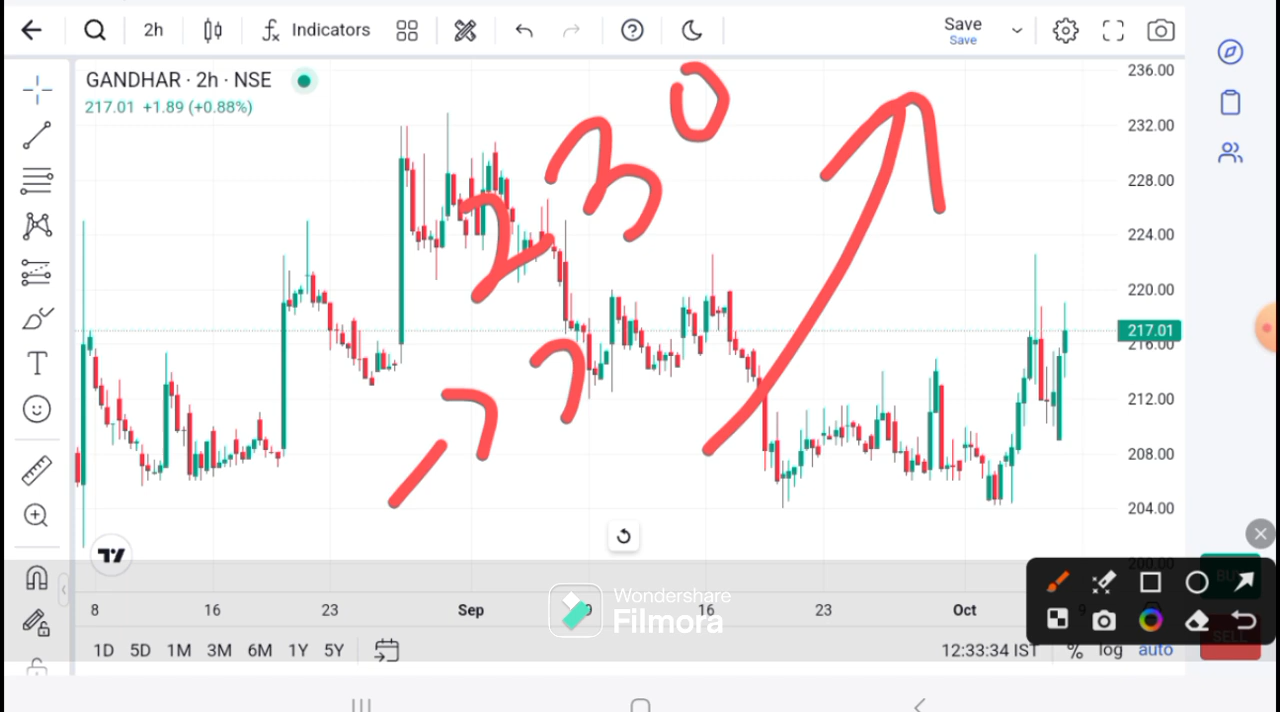 2h
Indicators
Save
Save
GANDHAR · 2h · NSE
217.01 +1.89 (+0.88%)
236.00
232.00
228.00
224.00
220.00
217.01
216.00
212.00
208.00
204.00
200.00
230
8 16 23 Sep 16 23 Oct
Wondershare
Filmora
1D 5D 1M 3M 6M 1Y 5Y
12:33:34 IST % log auto
BU
SELL